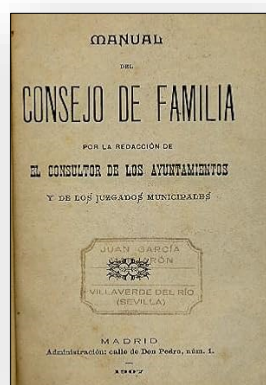 MANUAL
DEL
CONSEJO DE FAMILIA
POR LA REDACCIÓN DE
EL CONSULTOR DE LOS AYUNTAMIENTOS
Y DE LOS JUZGADOS MUNICIPALES
JUAN GARCÍA
VILLAVERDE DEL RÍO
(SEVILLA)
MADRID
Administración: calle de Don Pedro, núm. 1.
1907